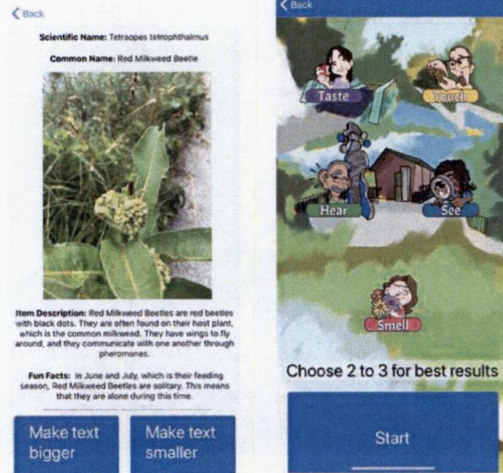 Back
Scientific Name: Tetraopes tetrophthalmus
Common Name: Red Milkweed Beetle
Item Description: Red Milkweed Beetles are red beetles
with black dots. They are often found on their host plant,
which is the common milkweed. They have wings to fly
around, and they communicate with one another through
pheromones.
Fun Facts: In June and July, which is their feeding
season, Red Milkweed Beetles are solitary. This means
that they are alone during this time.
Make text
bigger
Make text
smaller
Back
Taste
Touch
Hear
See
Smell
Choose 2 to 3 for best results
Start